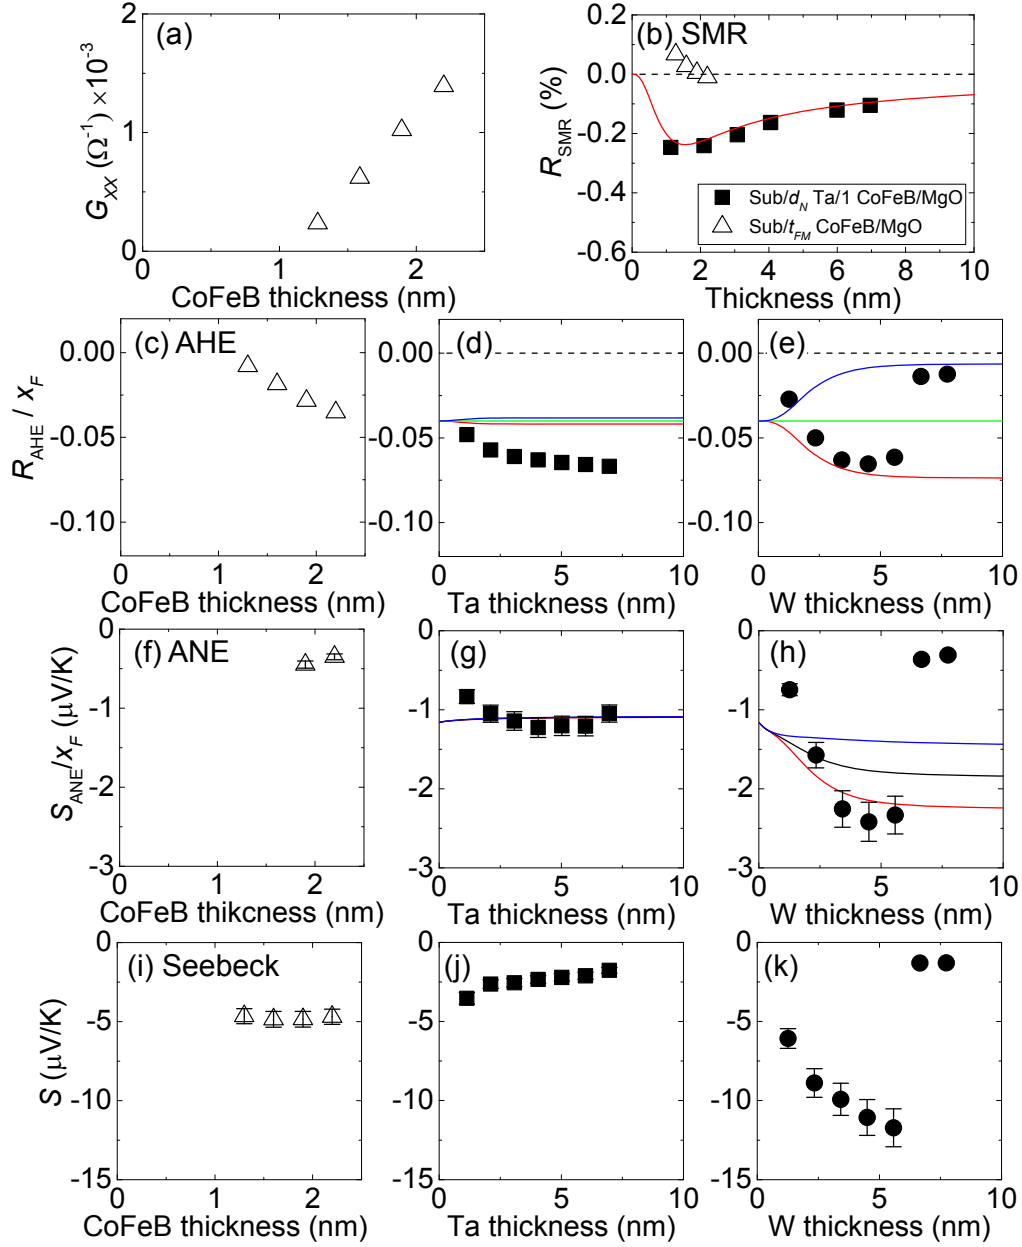 (a)
2
1
0
0 1 2
G_XX (Ω⁻¹) ×10⁻³
CoFeB thickness (nm)
(b) SMR
0.2
0.0
-0.2
-0.4
-0.6
0 2 4 6 8 10
R_SMR (%)
Sub/d_N Ta/1 CoFeB/MgO
Sub/t_FM CoFeB/MgO
Thickness (nm)
(c) AHE
0.00
-0.05
-0.10
0 1 2
R_AHE / x_F
CoFeB thickness (nm)
(d)
0.00
-0.05
-0.10
0 5 10
Ta thickness (nm)
(e)
0.00
-0.05
-0.10
0 5 10
W thickness (nm)
(f) ANE
0
-1
-2
-3
0 1 2
S_ANE/x_F (μV/K)
CoFeB thikcness (nm)
(g)
0
-1
-2
-3
0 5 10
Ta thickness (nm)
(h)
0
-1
-2
-3
0 5 10
W thickness (nm)
(i) Seebeck
0
-5
-10
-15
0 1 2
S (μV/K)
CoFeB thickness (nm)
(j)
0
-5
-10
-15
0 5 10
Ta thickness (nm)
(k)
0
-5
-10
-15
0 5 10
W thickness (nm)